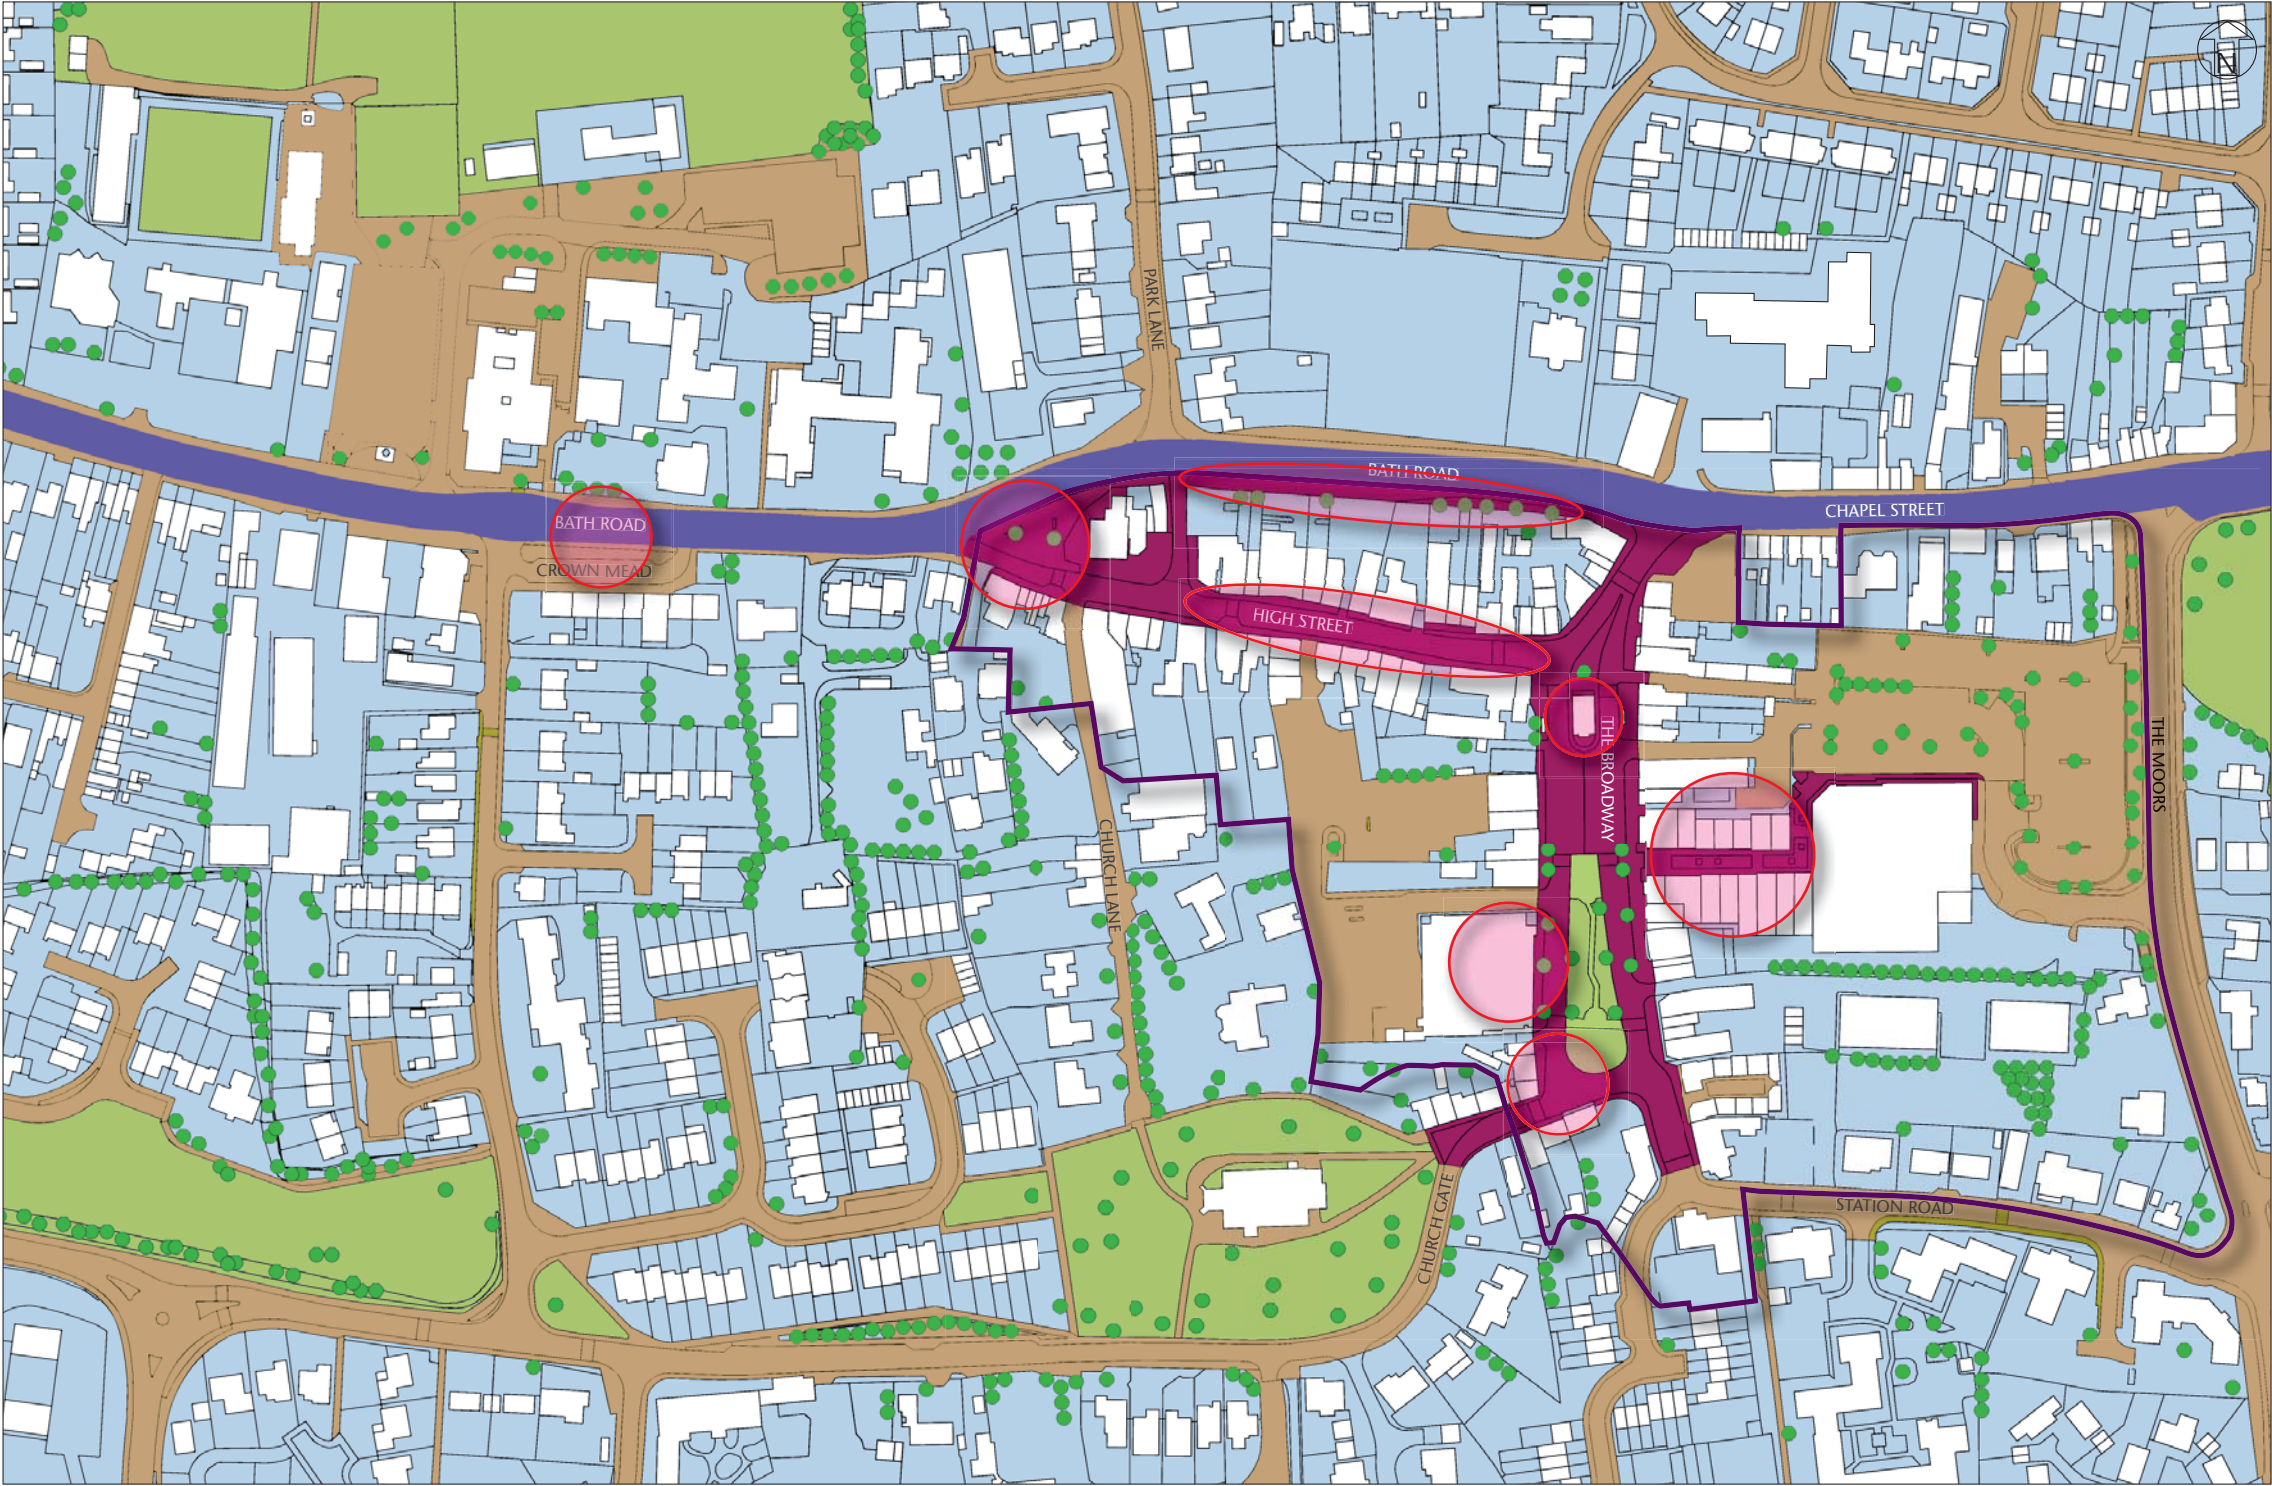 N
PARK LANE
BATH ROAD
CHAPEL STREET
BATH ROAD
CROWN MEAD
HIGH STREET
THE BROADWAY
THE MOORS
CHURCH LANE
STATION ROAD
CHURCH GATE